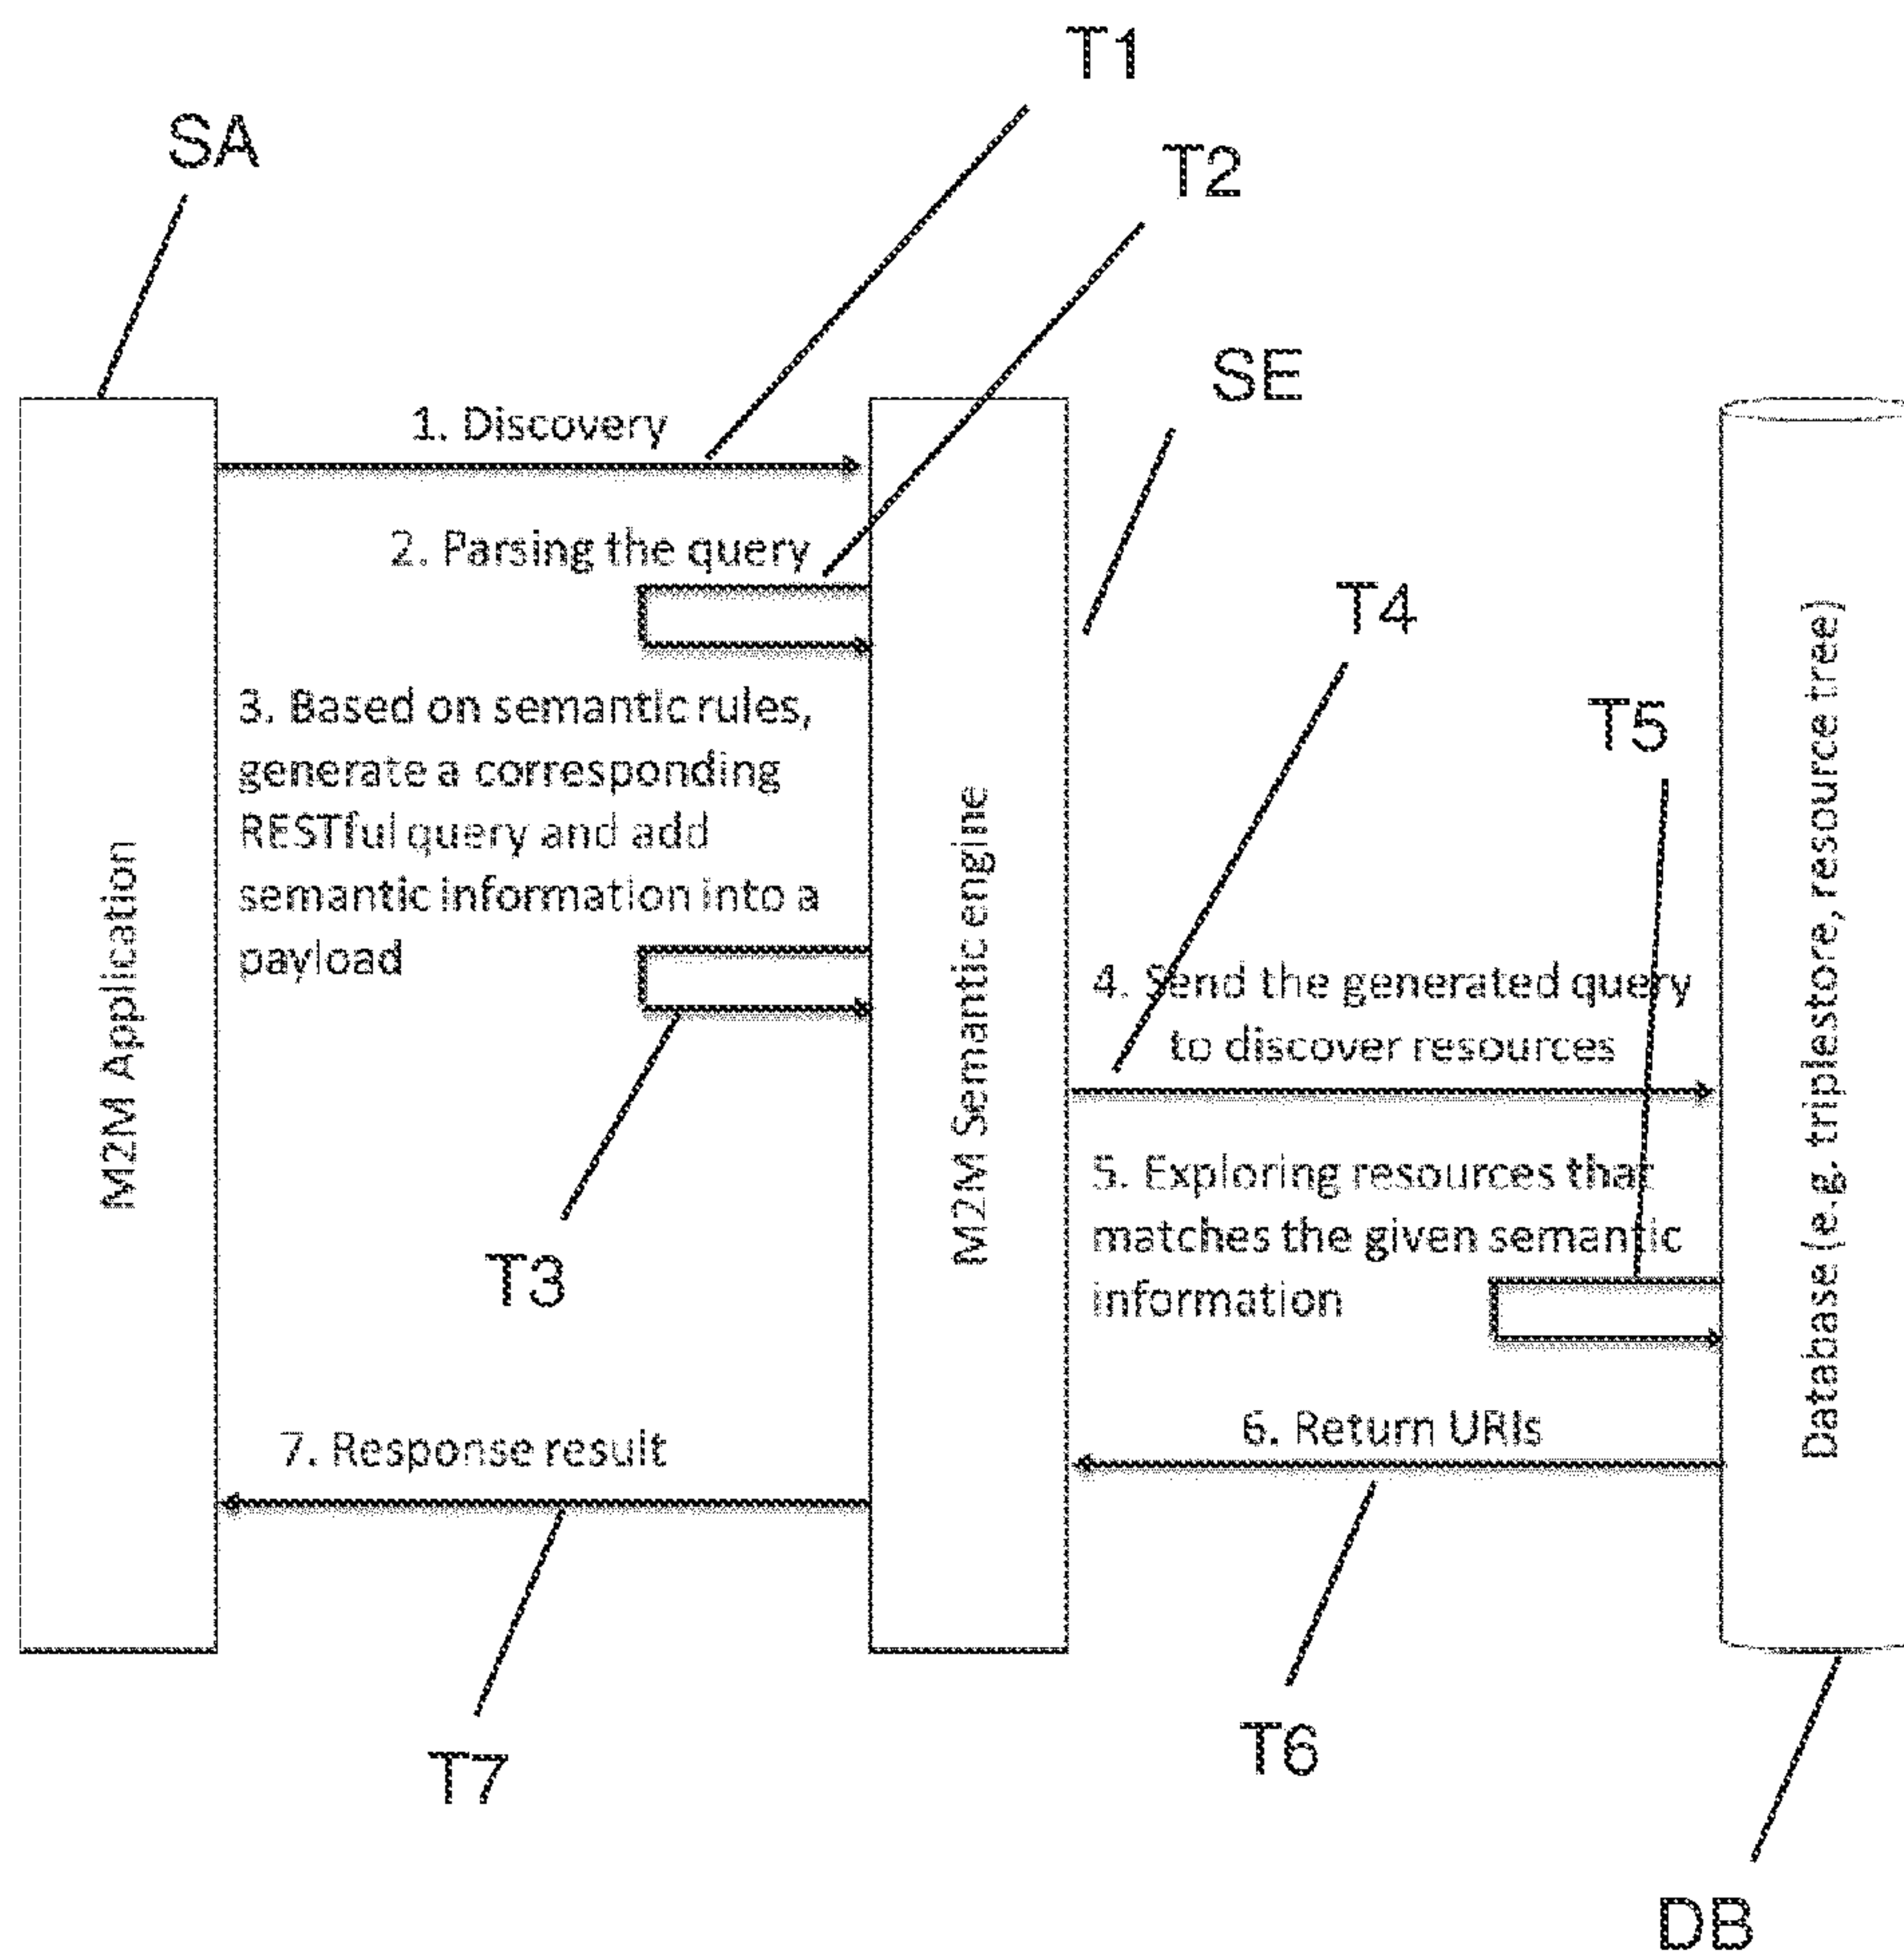 T1
SA
T2
SE
1. Discovery
2. Parsing the query
T4
3. Based on semantic rules,
generate a corresponding
RESTful query and add
semantic information into a
payload
T5
M2M Application
M2M Semantic engine
Database (e.g. triplestore, resource tree)
4. Send the generated query
to discover resources
5. Exploring resources that
matches the given semantic
information
T3
6. Return URIs
7. Response result
T7
T6
DB